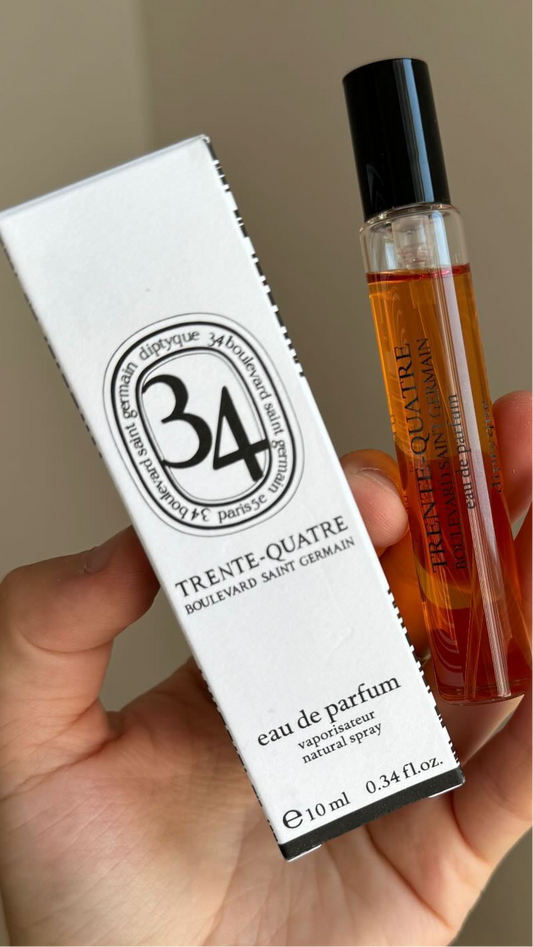 diptyque 34 boulevard saint germain paris5e 34 boulevard saint germain
34
TRENTE-QUATRE
BOULEVARD SAINT GERMAIN
eau de parfum
vaporisateur
natural spray
e 10 ml 0.34 fl.oz.
TRENTE-QUATRE
BOULEVARD SAINT GERMAIN
eau de parfum